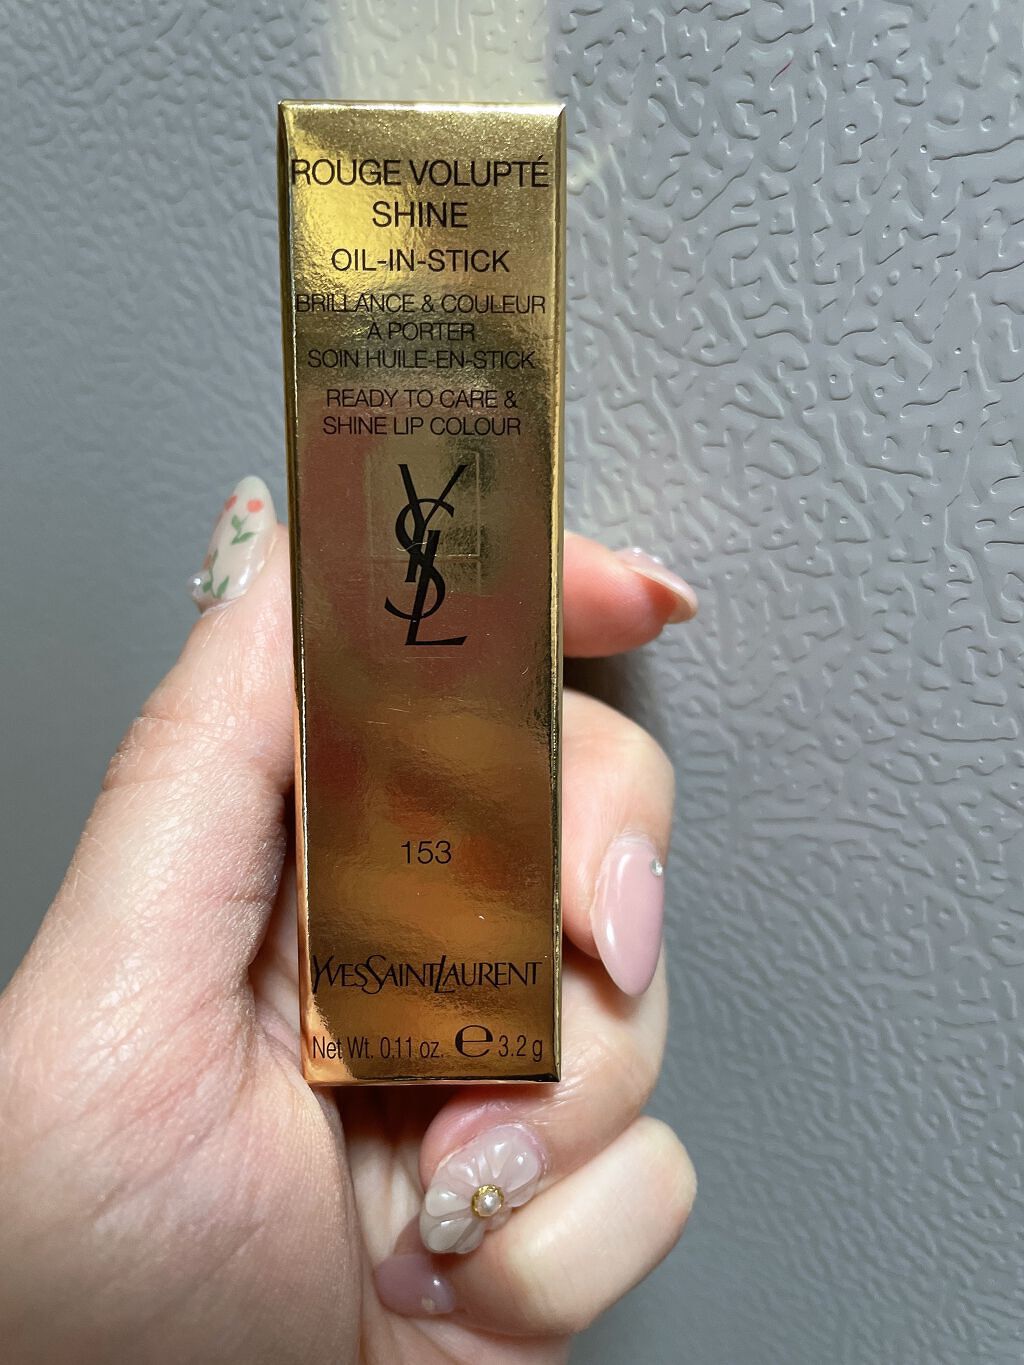 ROUGE VOLUPTÉ
SHINE
OIL-IN-STICK
BRILLANCE & COULEUR
A PORTER
SOIN HUILE-EN-STICK
READY TO CARE &
SHINE LIP COLOUR
YSL
153
YVESSAINTLAURENT
Net Wt. 0.11 oz. ℮ 3.2 g